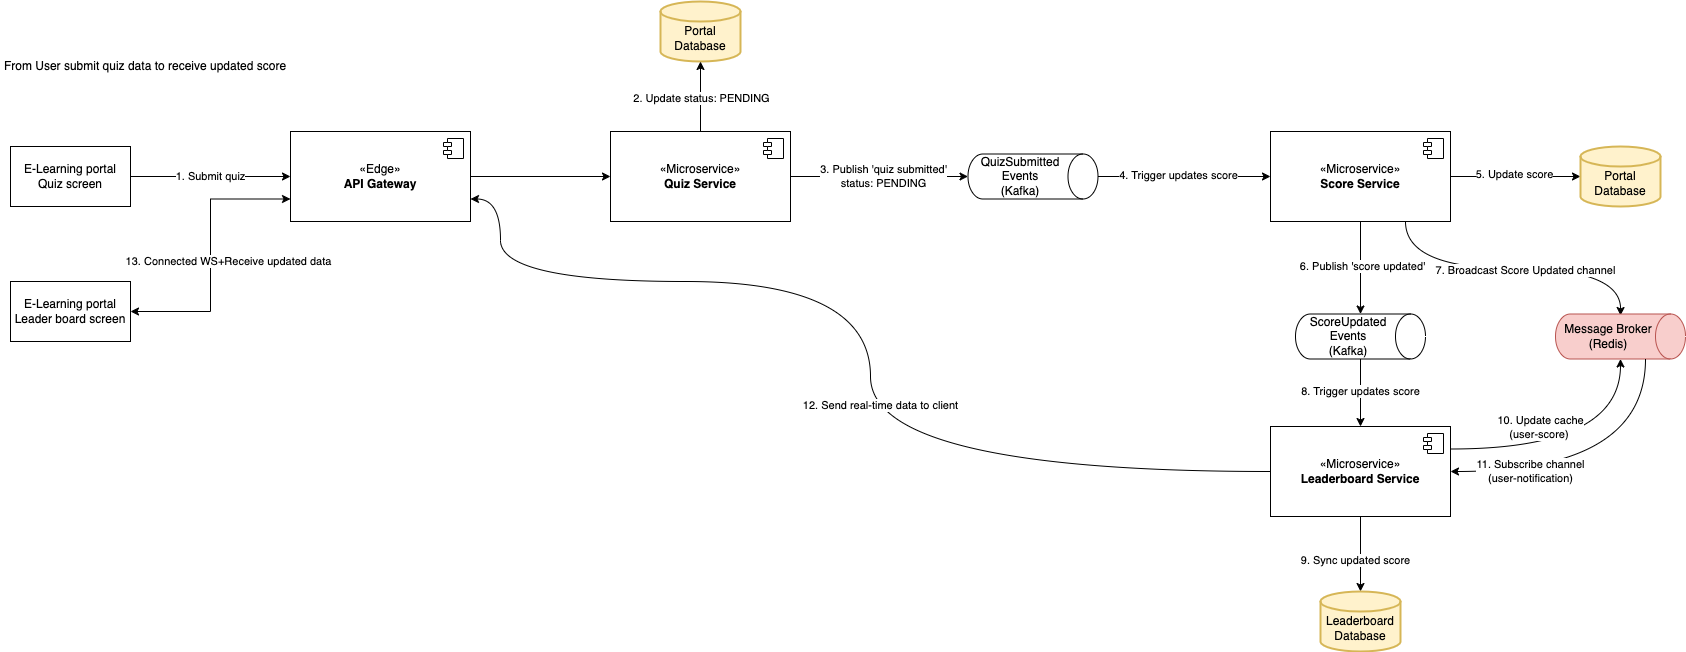 Portal
Database
From User submit quiz data to receive updated score
2. Update status: PENDING
E-Learning portal
Quiz screen
1. Submit quiz
«Edge»
API Gateway
«Microservice»
Quiz Service
3. Publish 'quiz submitted'
status: PENDING
QuizSubmitted
Events
(Kafka)
4. Trigger updates score
«Microservice»
Score Service
5. Update score
Portal
Database
13. Connected WS+Receive updated data
6. Publish 'score updated'
7. Broadcast Score Updated channel
E-Learning portal
Leader board screen
ScoreUpdated
Events
(Kafka)
Message Broker
(Redis)
8. Trigger updates score
12. Send real-time data to client
10. Update cache
(user-score)
«Microservice»
Leaderboard Service
11. Subscribe channel
(user-notification)
9. Sync updated score
Leaderboard
Database